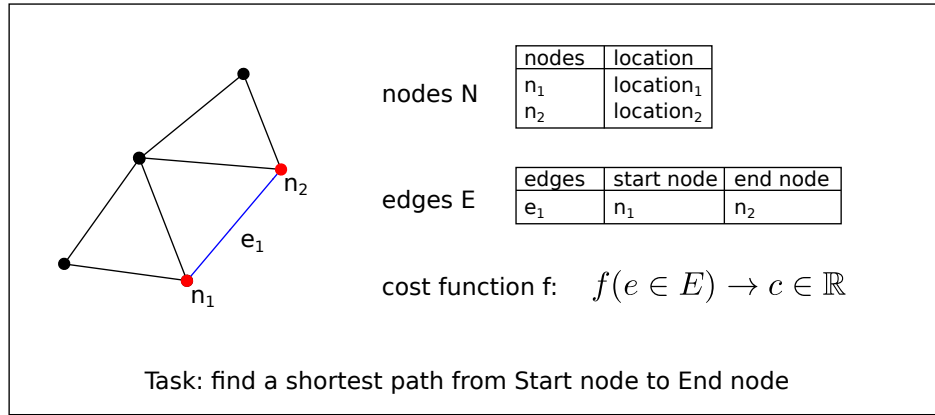 nodes N
nodes location
n₁ location₁
n₂ location₂
n₂
edges E
edges start node end node
e₁ n₁ n₂
e₁
n₁
cost function f: f(e ∈ E) → c ∈ ℝ
Task: find a shortest path from Start node to End node